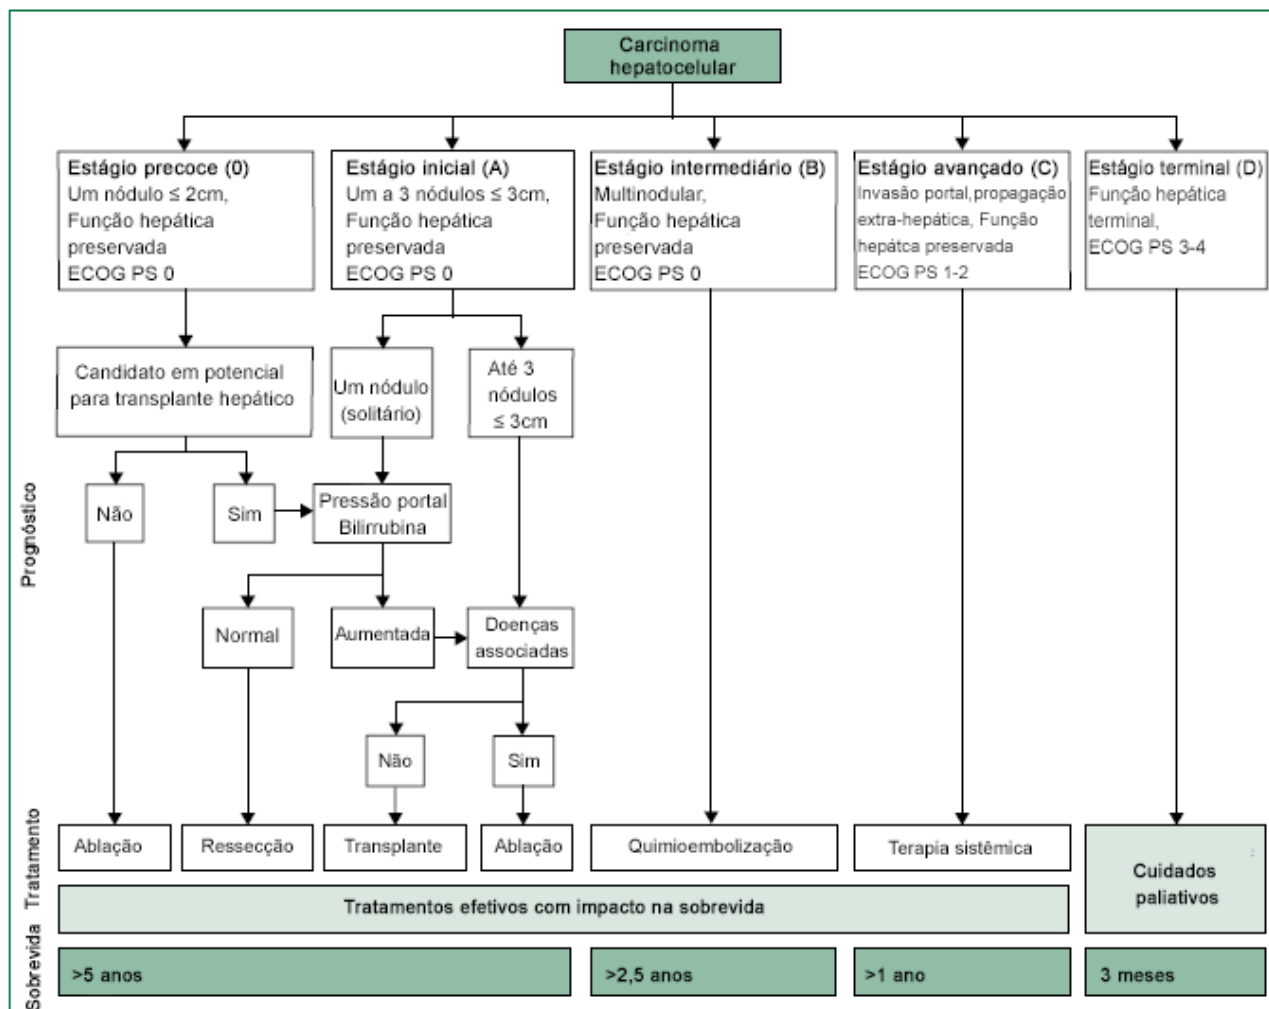 Carcinoma
hepatocelular
Estágio precoce (0)
Um nódulo ≤ 2cm,
Função hepática
preservada
ECOG PS 0
Estágio inicial (A)
Um a 3 nódulos ≤ 3cm,
Função hepática
preservada
ECOG PS 0
Estágio intermediário (B)
Multinodular,
Função hepática
preservada
ECOG PS 0
Estágio avançado (C)
Invasão portal, propagação
extra-hepática, Função
hepátca preservada
ECOG PS 1-2
Estágio terminal (D)
Função hepática
terminal,
ECOG PS 3-4
Candidato em potencial
para transplante hepático
Um nódulo
(solitário)
Até 3
nódulos
≤ 3cm
Prognóstico
Não
Sim
Pressão portal
Bilirrubina
Normal
Aumentada
Doenças
associadas
Não
Sim
Tratamento
Ablação
Ressecção
Transplante
Ablação
Quimioembolização
Terapia sistêmica
Cuidados
paliativos
Tratamentos efetivos com impacto na sobrevida
Sobrevida
>5 anos
>2,5 anos
>1 ano
3 meses